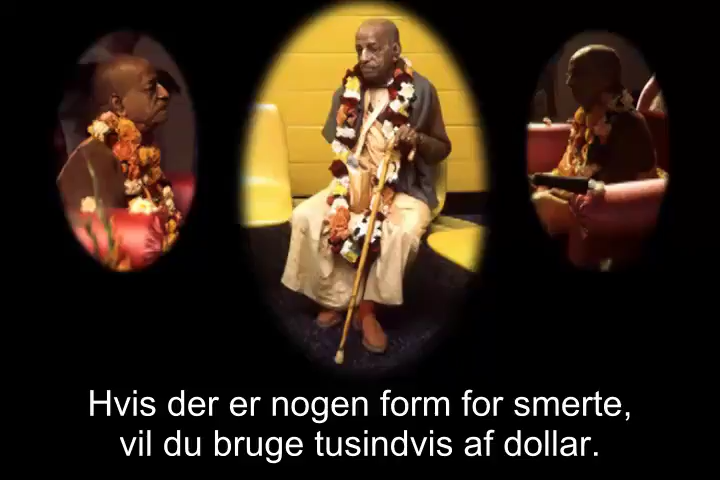 Hvis der er nogen form for smerte,
vil du bruge tusindvis af dollar.